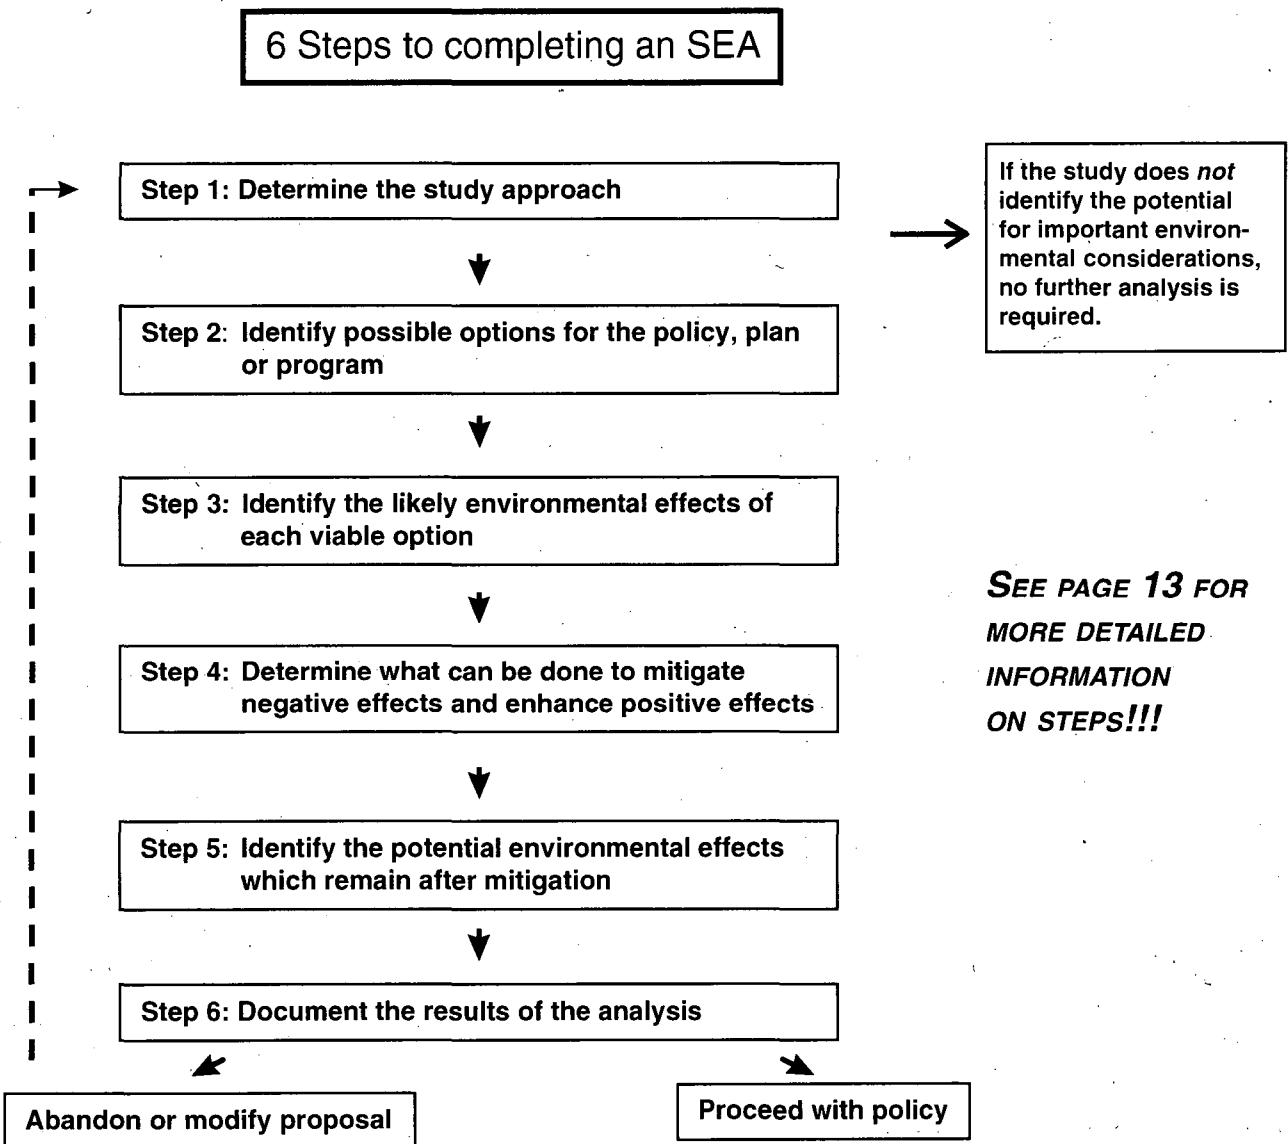 6 Steps to completing an SEA
Step 1: Determine the study approach
If the study does not
identify the potential
for important environ-
mental considerations,
no further analysis is
required.
Step 2: Identify possible options for the policy, plan
or program
Step 3: Identify the likely environmental effects of
each viable option
SEE PAGE 13 FOR
MORE DETAILED
INFORMATION
ON STEPS!!!
Step 4: Determine what can be done to mitigate
negative effects and enhance positive effects
Step 5: Identify the potential environmental effects
which remain after mitigation
Step 6: Document the results of the analysis
Abandon or modify proposal
Proceed with policy